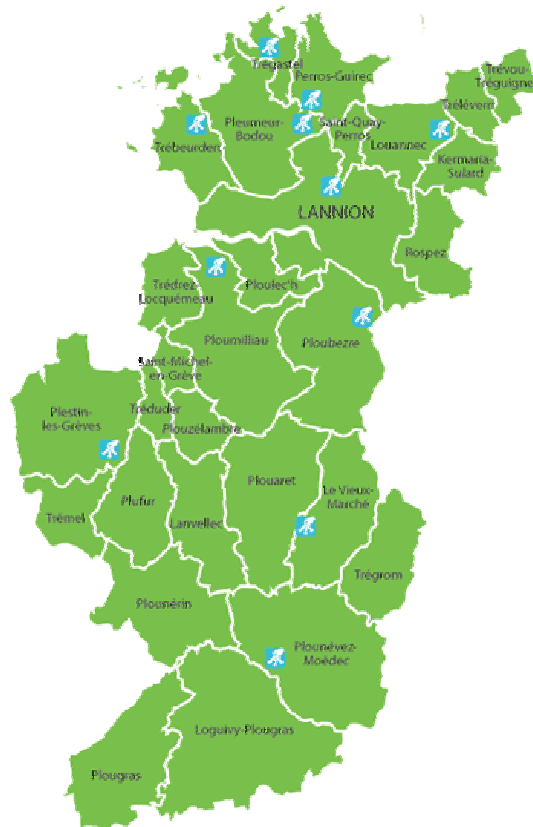 Trégastel
Perros-Guirec
Trévou-
Tréguignec
Trélévern
Pleumeur-
Bodou
Saint-Quay-
Perros
Louannec
Trébeurden
Kermaria-
Sulard
LANNION
Rospez
Trédrez-
Locquémeau
Ploulec'h
Ploumilliau
Ploubezre
Saint-Michel-
en-Grève
Plestin-
les-Grèves
Tréduder
Plouzélambre
Plouaret
Le Vieux-
Marché
Plufur
Lanvellec
Trémel
Trégrom
Plounérin
Plounévez-
Moëdec
Loguivy-Plougras
Plougras